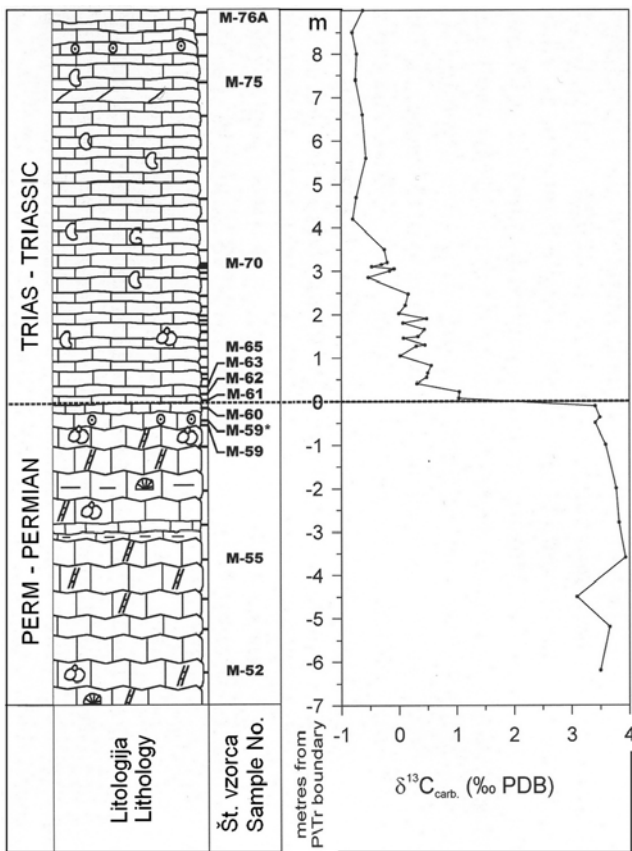 TRIAS - TRIASSIC
PERM - PERMIAN
M-76A
M-75
M-70
M-65
M-63
M-62
M-61
M-60
M-59*
M-59
M-55
M-52
m
8
7
6
5
4
3
2
1
0
-1
-2
-3
-4
-5
-6
-7
-1
0
1
2
3
4
Litologija
Lithology
Št. vzorca
Sample No.
metres from
P\Tr boundary
δ¹³C carb. (‰ PDB)